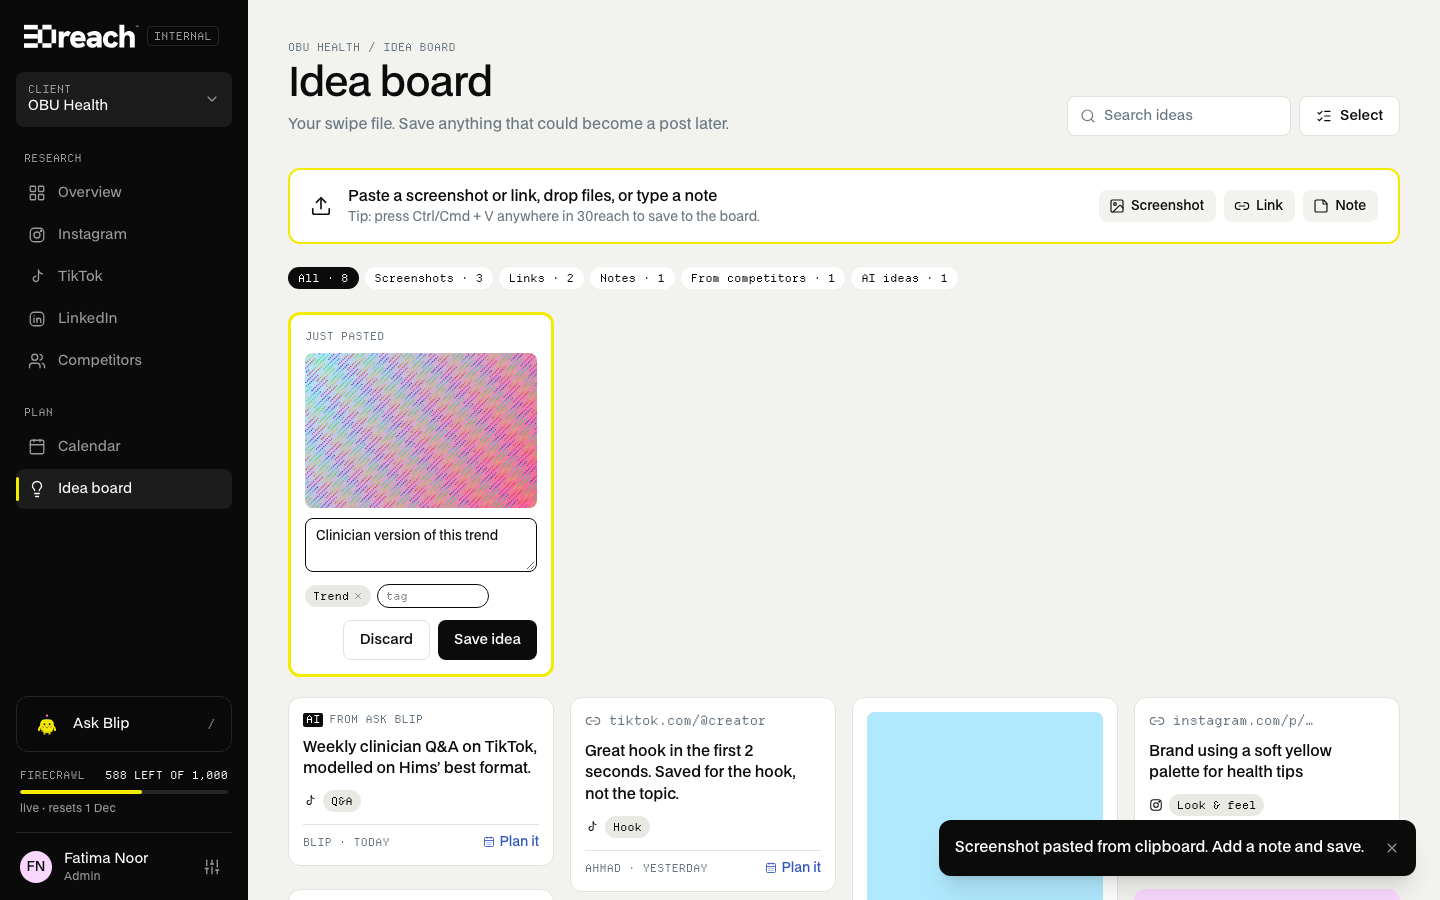 30reach INTERNAL
CLIENT
OBU Health
RESEARCH
Overview
Instagram
TikTok
LinkedIn
Competitors
PLAN
Calendar
Idea board
Ask Blip /
FIRECRAWL 588 LEFT OF 1,000
live · resets 1 Dec
FN Fatima Noor
Admin
OBU HEALTH / IDEA BOARD
Idea board
Your swipe file. Save anything that could become a post later.
Search ideas
Select
Paste a screenshot or link, drop files, or type a note
Tip: press Ctrl/Cmd + V anywhere in 30reach to save to the board.
Screenshot Link Note
All · 8 Screenshots · 3 Links · 2 Notes · 1 From competitors · 1 AI ideas · 1
JUST PASTED
Clinician version of this trend
Trend × tag
Discard Save idea
AI FROM ASK BLIP
Weekly clinician Q&A on TikTok,
modelled on Hims’ best format.
Q&A
BLIP · TODAY Plan it
tiktok.com/@creator
Great hook in the first 2
seconds. Saved for the hook,
not the topic.
Hook
AHMAD · YESTERDAY Plan it
instagram.com/p/…
Brand using a soft yellow
palette for health tips
Look & feel
Screenshot pasted from clipboard. Add a note and save. ×